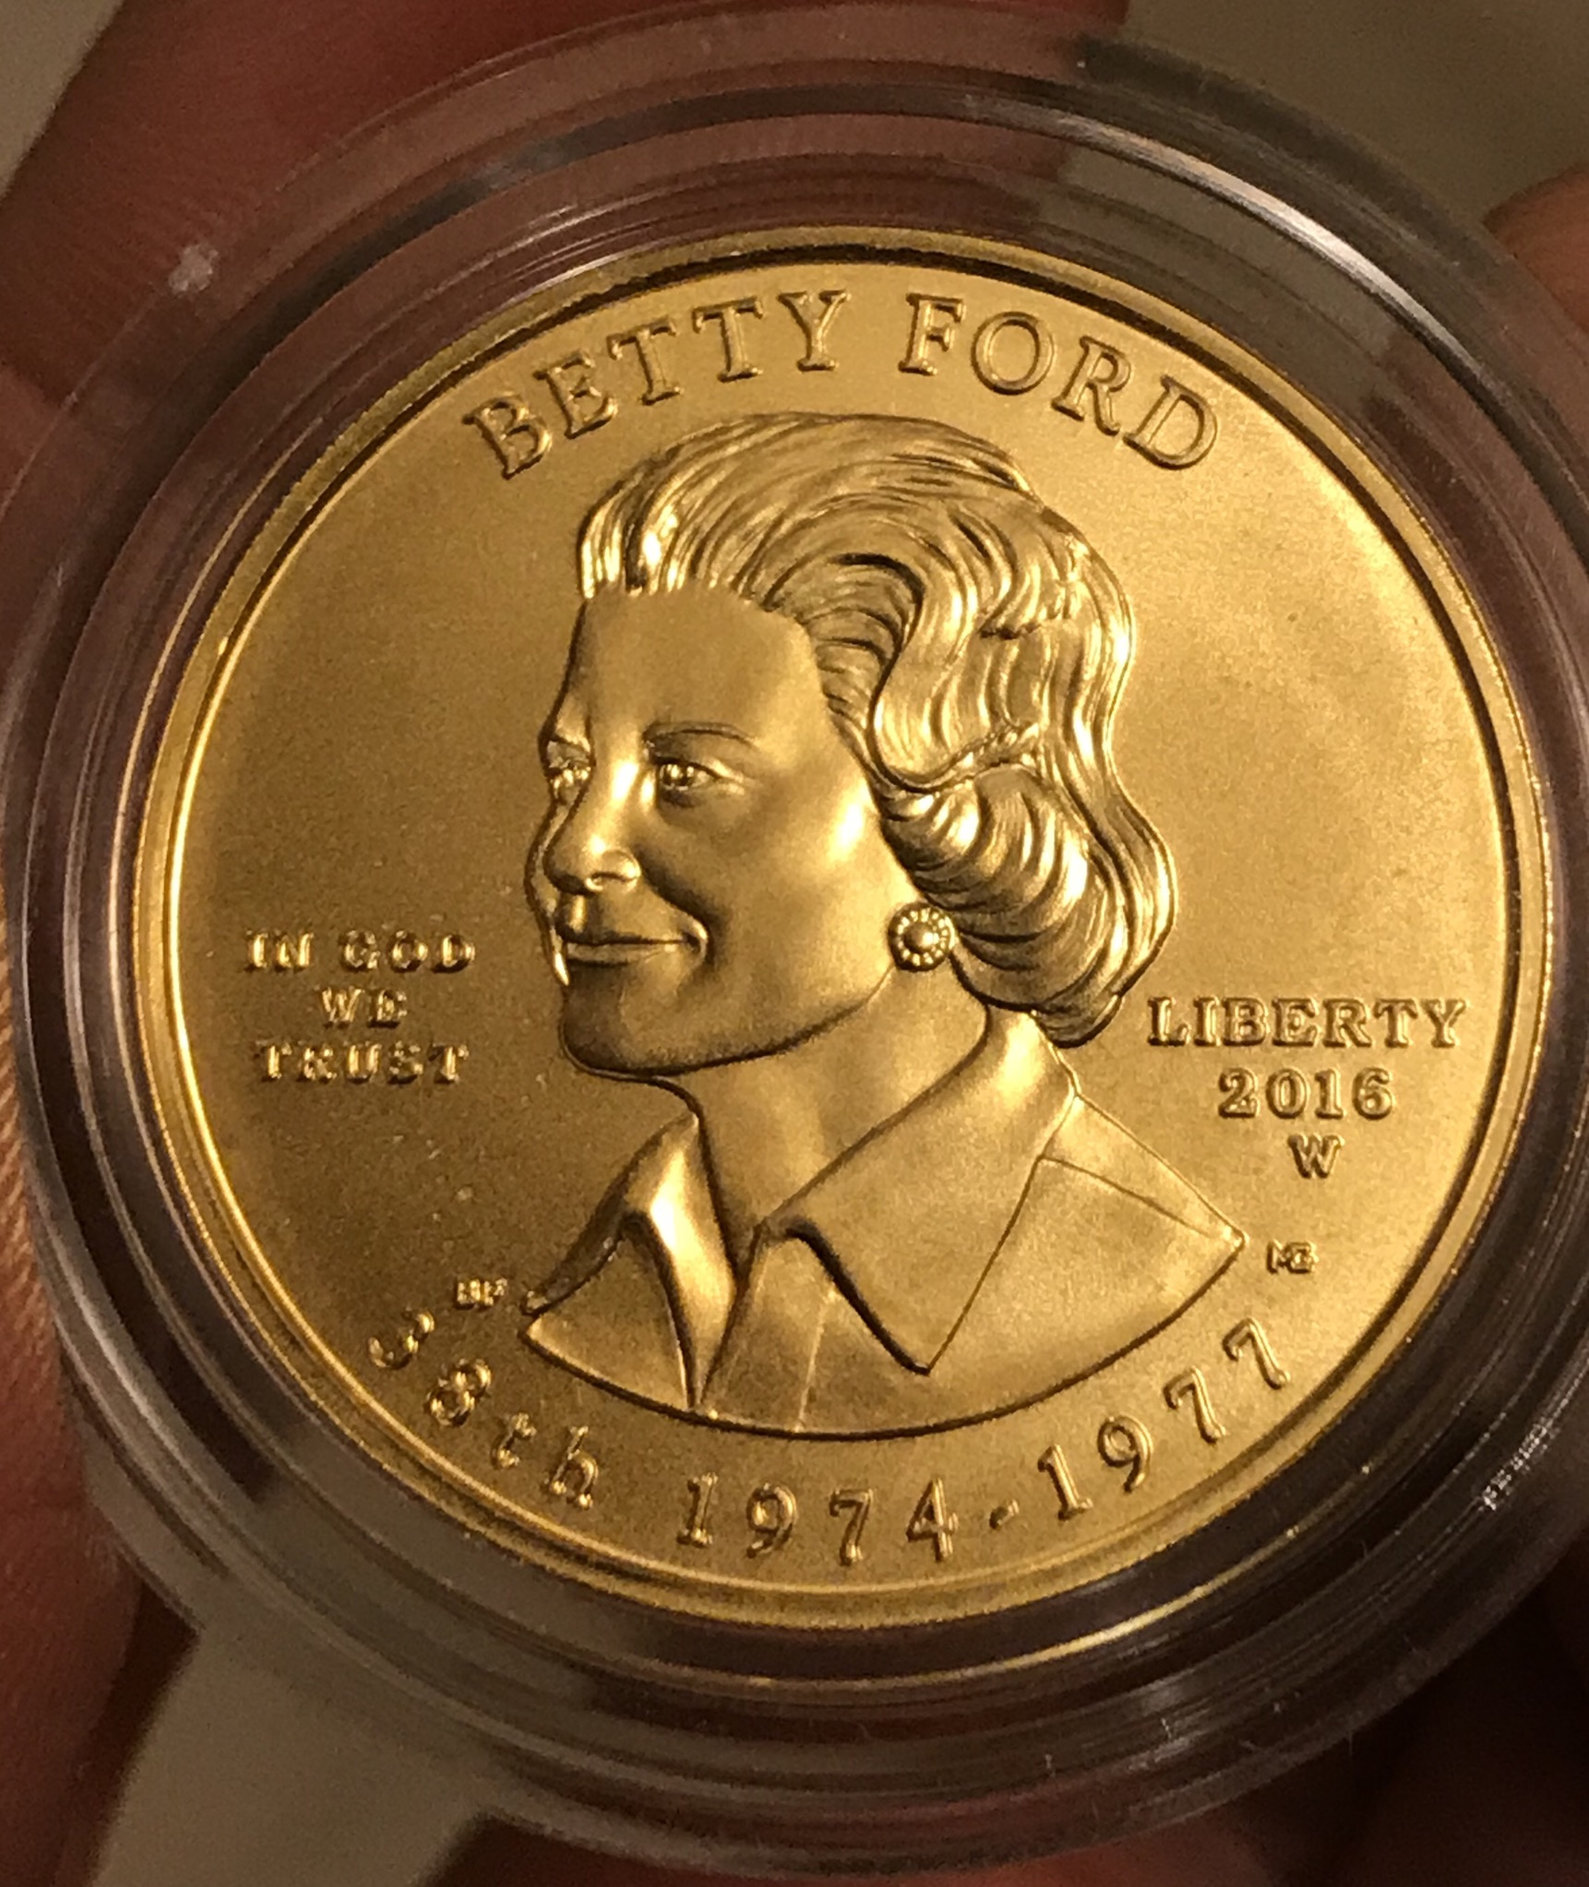 BETTY FORD
IN GOD
WE
TRUST
LIBERTY
2016
W
38th 1974-1977